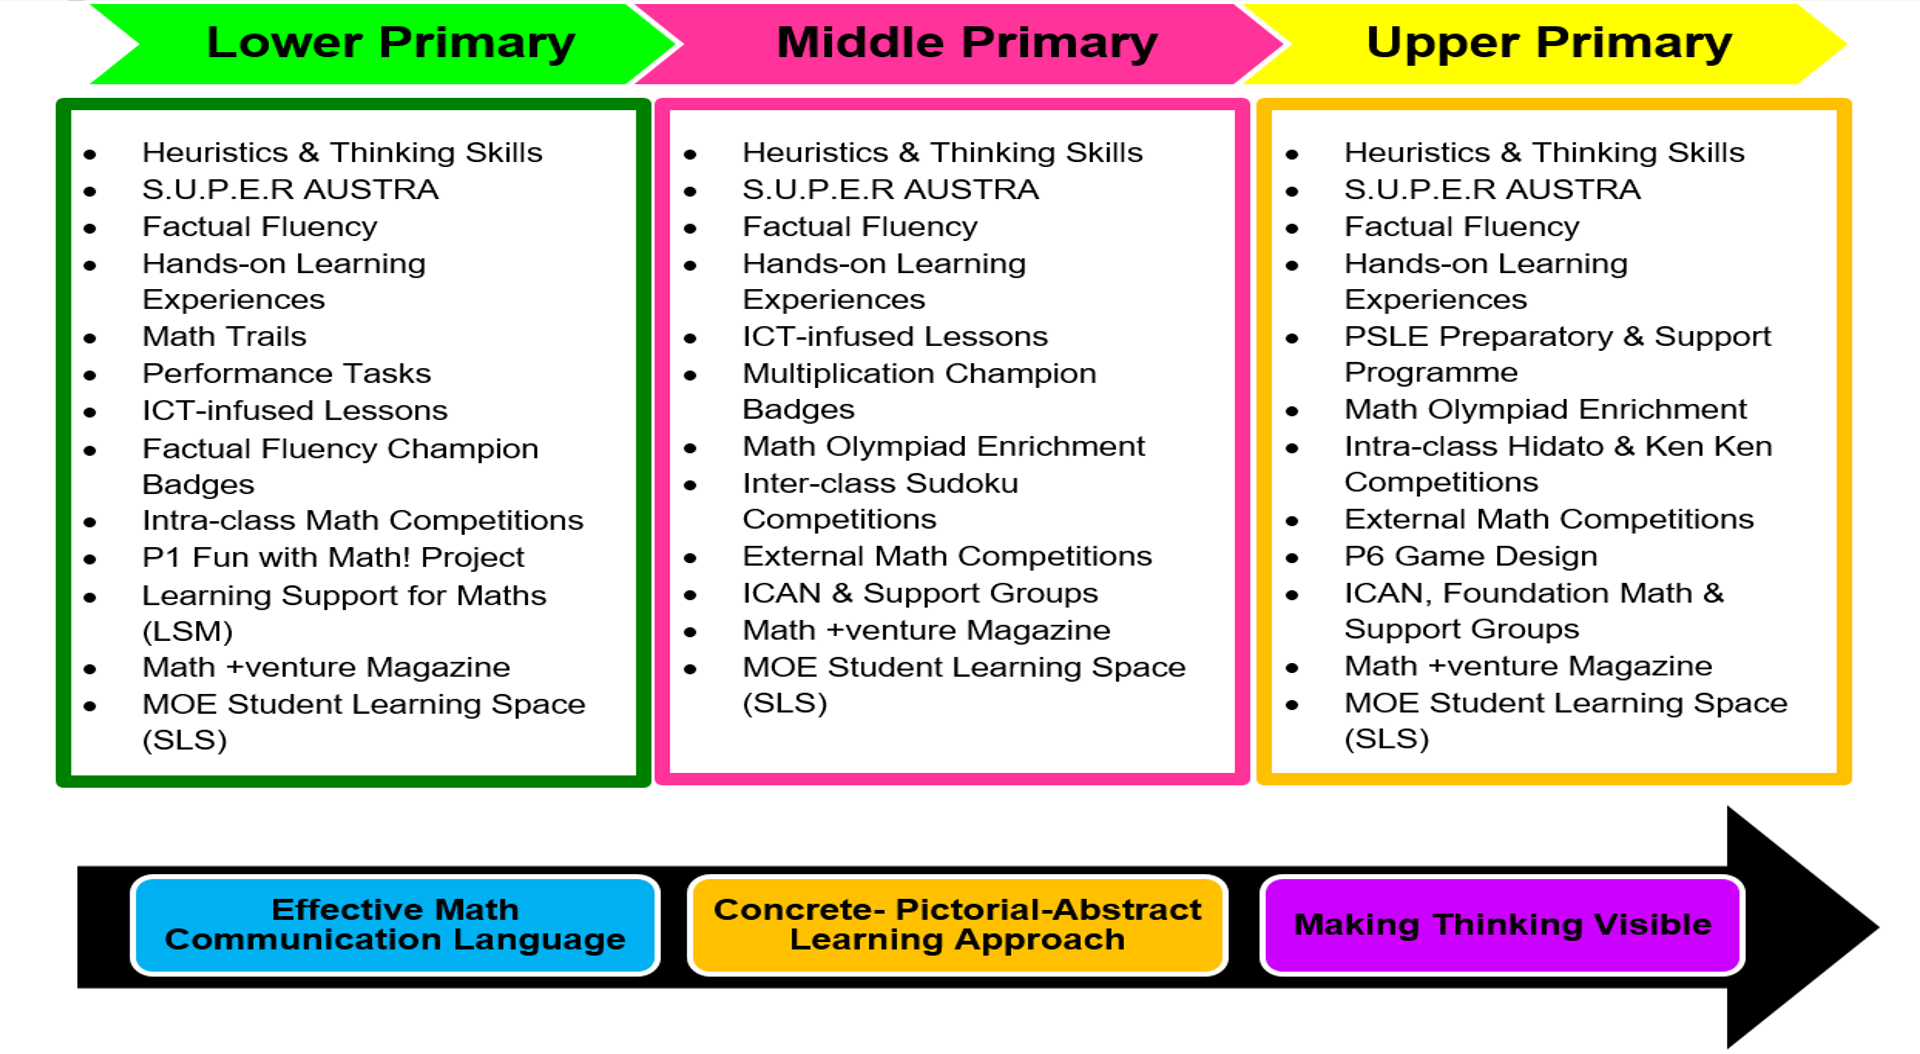 Lower Primary
Middle Primary
Upper Primary
• Heuristics & Thinking Skills
• S.U.P.E.R AUSTRA
• Factual Fluency
• Hands-on Learning
Experiences
• Math Trails
• Performance Tasks
• ICT-infused Lessons
• Factual Fluency Champion
Badges
• Intra-class Math Competitions
• P1 Fun with Math! Project
• Learning Support for Maths
(LSM)
• Math +venture Magazine
• MOE Student Learning Space
(SLS)
• Heuristics & Thinking Skills
• S.U.P.E.R AUSTRA
• Factual Fluency
• Hands-on Learning
Experiences
• ICT-infused Lessons
• Multiplication Champion
Badges
• Math Olympiad Enrichment
• Inter-class Sudoku
Competitions
• External Math Competitions
• ICAN & Support Groups
• Math +venture Magazine
• MOE Student Learning Space
(SLS)
• Heuristics & Thinking Skills
• S.U.P.E.R AUSTRA
• Factual Fluency
• Hands-on Learning
Experiences
• PSLE Preparatory & Support
Programme
• Math Olympiad Enrichment
• Intra-class Hidato & Ken Ken
Competitions
• External Math Competitions
• P6 Game Design
• ICAN, Foundation Math &
Support Groups
• Math +venture Magazine
• MOE Student Learning Space
(SLS)
Effective Math
Communication Language
Concrete- Pictorial-Abstract
Learning Approach
Making Thinking Visible